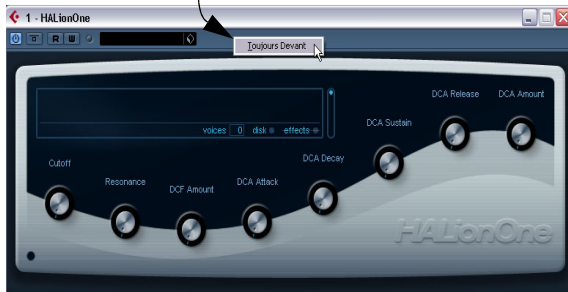 1 - HALionOne
R W
Toujours Devant
DCA Release DCA Amount
voices 0 disk effects
DCA Sustain
DCA Decay
Cutoff
Resonance DCF Amount DCA Attack
HALionOne